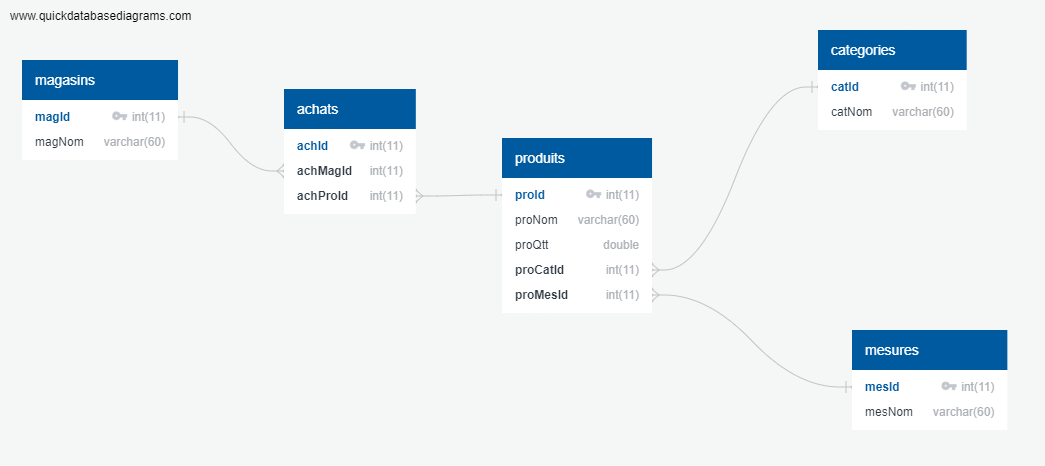 www.quickdatabasediagrams.com
magasins
magId int(11)
magNom varchar(60)
achats
achId int(11)
achMagId int(11)
achProId int(11)
produits
proId int(11)
proNom varchar(60)
proQtt double
proCatId int(11)
proMesId int(11)
categories
catId int(11)
catNom varchar(60)
mesures
mesId int(11)
mesNom varchar(60)